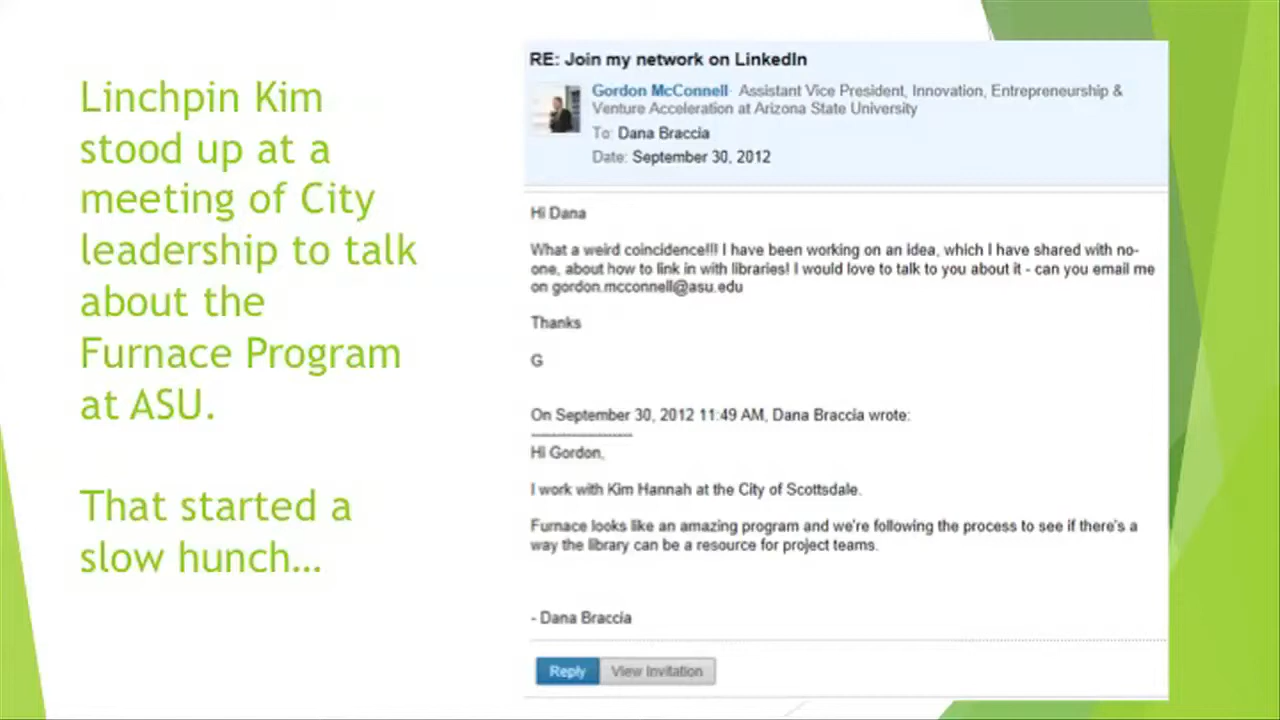 Linchpin Kim
stood up at a
meeting of City
leadership to talk
about the
Furnace Program
at ASU.
That started a
slow hunch…
RE: Join my network on LinkedIn
Gordon McConnell Assistant Vice President, Innovation, Entrepreneurship &
Venture Acceleration at Arizona State University
To: Dana Braccia
Date: September 30, 2012
Hi Dana
What a weird coincidence!!! I have been working on an idea, which I have shared with no-
one, about how to link in with libraries! I would love to talk to you about it - can you email me
on gordon.mcconnell@asu.edu
Thanks
G
On September 30, 2012 11:49 AM, Dana Braccia wrote:
--------------------
Hi Gordon,
I work with Kim Hannah at the City of Scottsdale.
Furnace looks like an amazing program and we're following the process to see if there's a
way the library can be a resource for project teams.
- Dana Braccia
Reply View Invitation